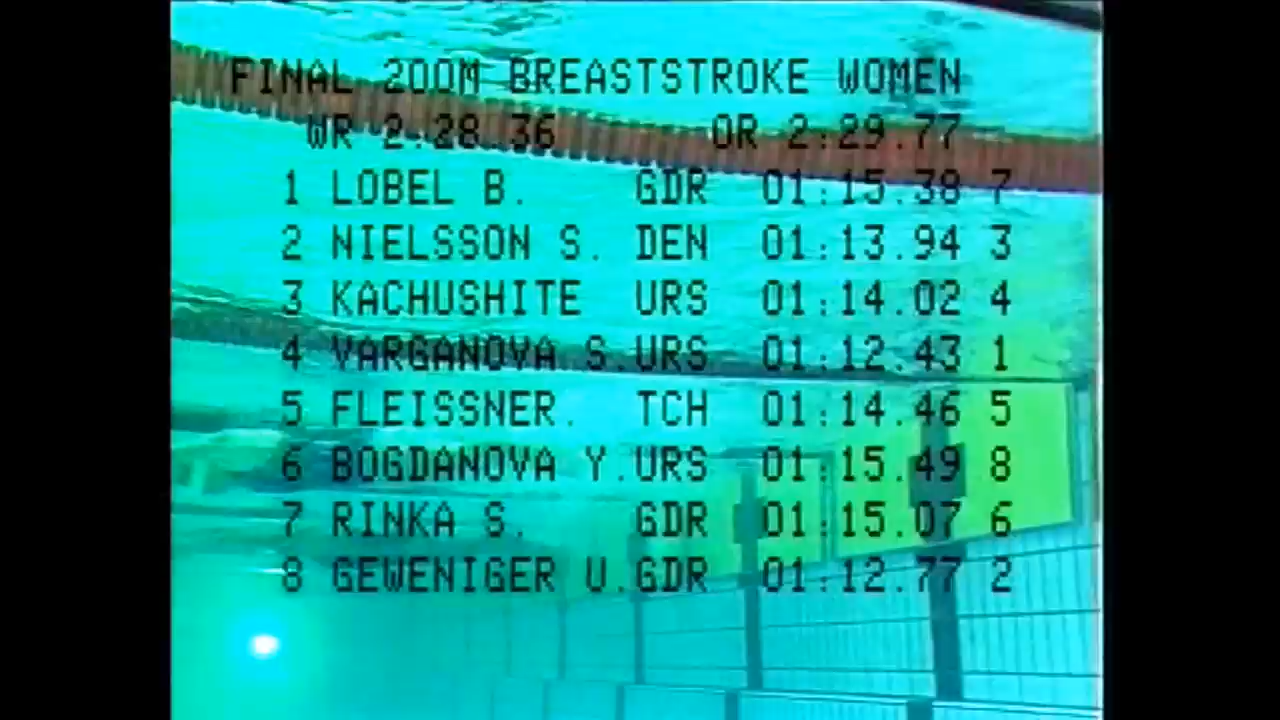 FINAL 200M BREASTSTROKE WOMEN
WR 2:28.36 OR 2:29.77
1 LOBEL B. GDR 01:15.38 7
2 NIELSSON S. DEN 01:13.94 3
3 KACHUSHITE URS 01:14.02 4
4 VARGANOVA S.URS 01:12.43 1
5 FLEISSNER. TCH 01:14.46 5
6 BOGDANOVA Y.URS 01:15.49 8
7 RINKA S. GDR 01:15.07 6
8 GEWENIGER U.GDR 01:12.77 2